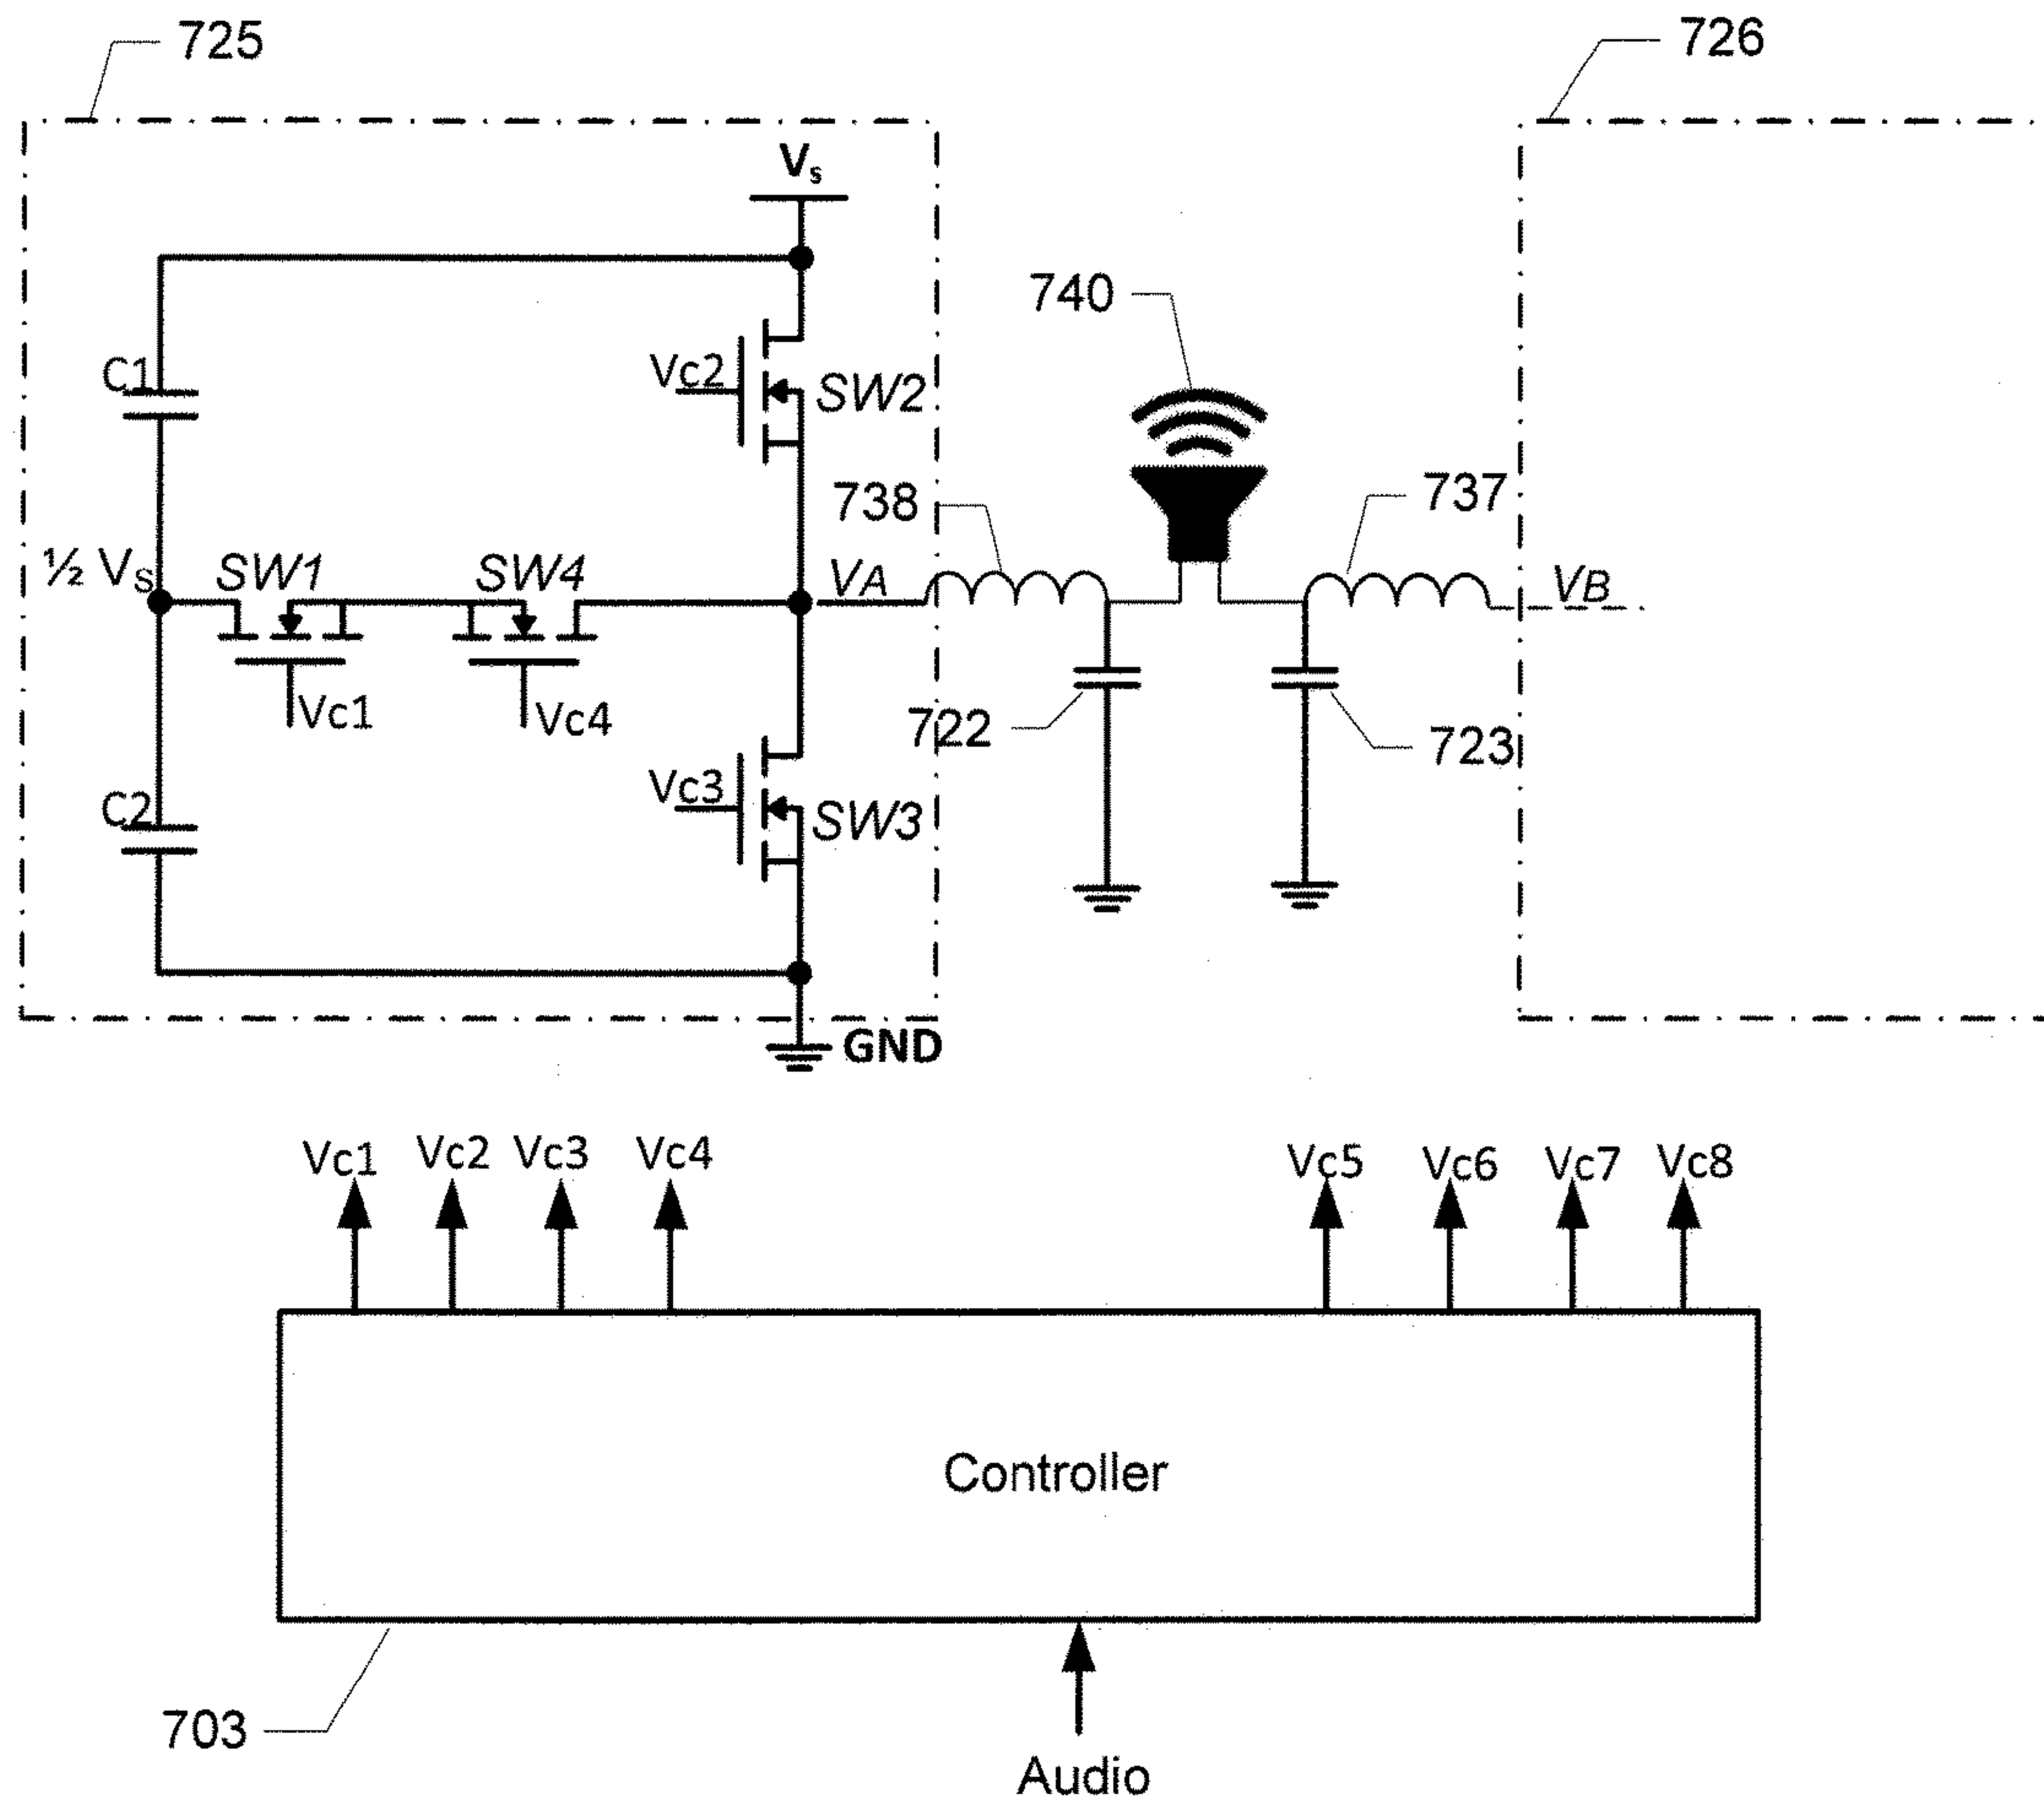 725
726
Vs
740
C1
Vc2
SW2
738
737
½ Vs
SW1
SW4
VA
VB
Vc1
Vc4
722
723
C2
Vc3
SW3
GND
Vc1
Vc2
Vc3
Vc4
Vc5
Vc6
Vc7
Vc8
Controller
703
Audio